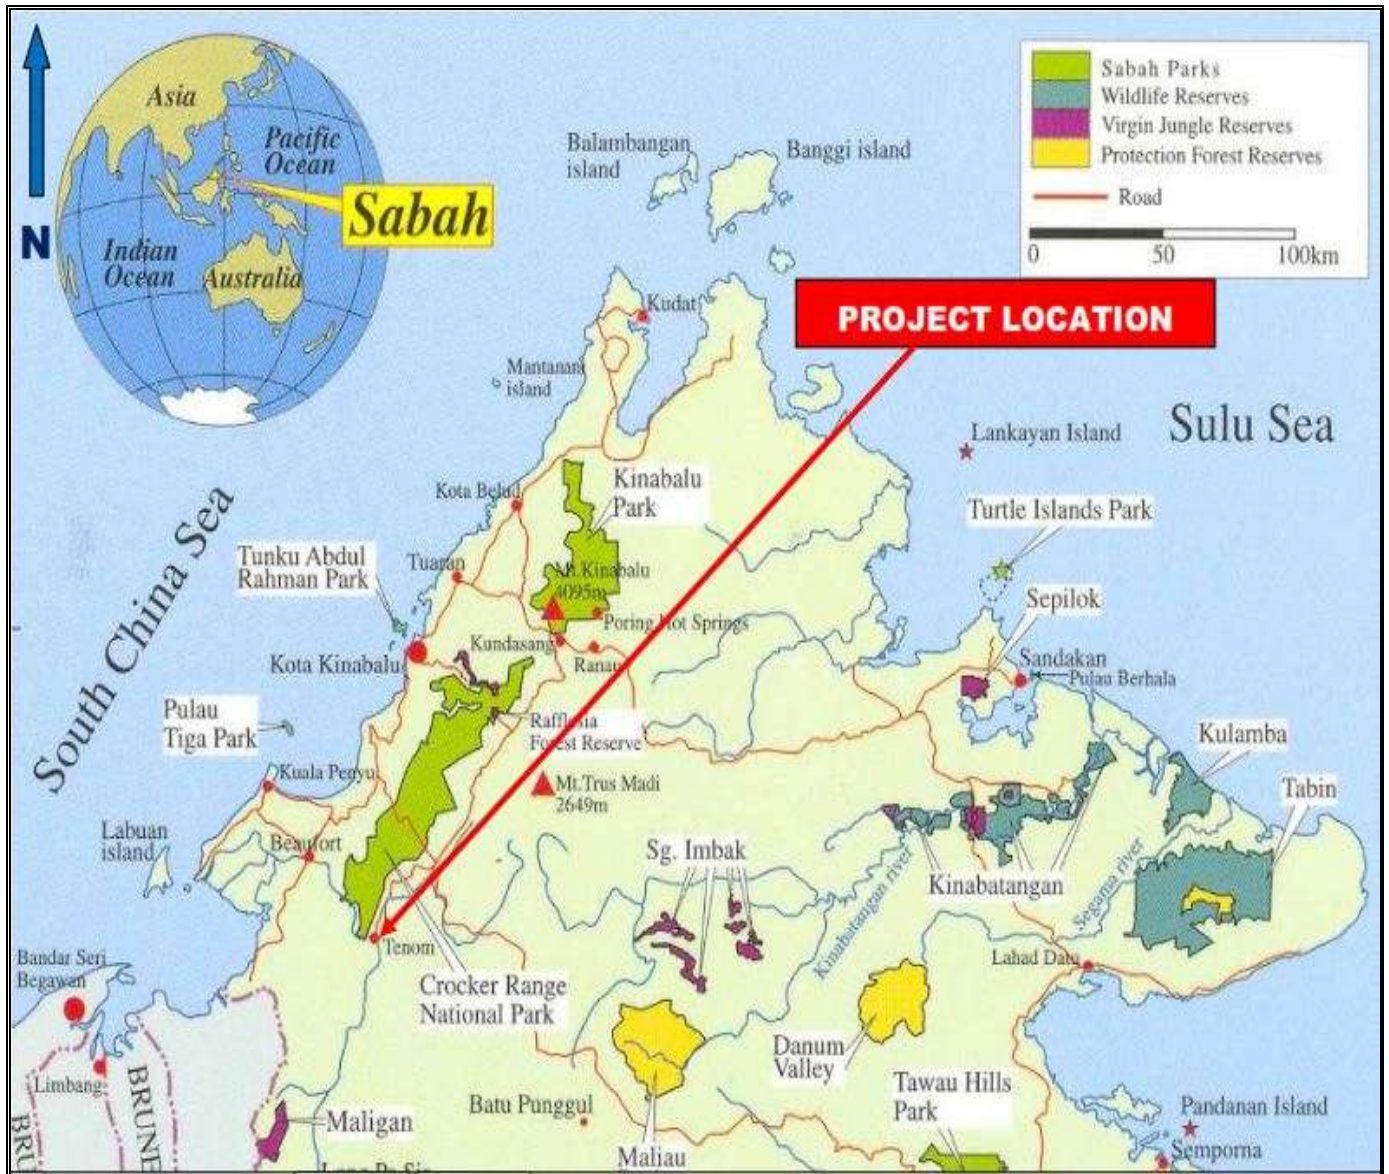 N
Asia
Pacific
Ocean
Sabah
Indian
Ocean
Australia
Sabah Parks
Wildlife Reserves
Virgin Jungle Reserves
Protection Forest Reserves
Road
0 50 100km
Balambangan
island
Banggi island
PROJECT LOCATION
Kudat
Mantanani
island
Sulu Sea
Lankayan Island
Kinabalu
Park
Kota Belud
Turtle Islands Park
South China Sea
Tunku Abdul
Rahman Park
Tuaran
Mt.Kinabalu
4095m
Sepilok
Poring Hot Springs
Kundasang
Ranau
Kota Kinabalu
Sandakan
Pulau Berhala
Pulau
Tiga Park
Rafflesia
Forest Reserve
Kulamba
Kuala Penyu
Mt.Trus Madi
2649m
Tabin
Labuan
island
Beaufort
Sg. Imbak
Kinabatangan
Kinabatangan river
Segama river
Tenom
Bandar Seri
Begawan
Lahad Datu
Crocker Range
National Park
Danum
Valley
Limbang
BRUNE
BRU
Tawau Hills
Park
Batu Punggul
Maligan
Maliau
Pandanan Island
Semporna